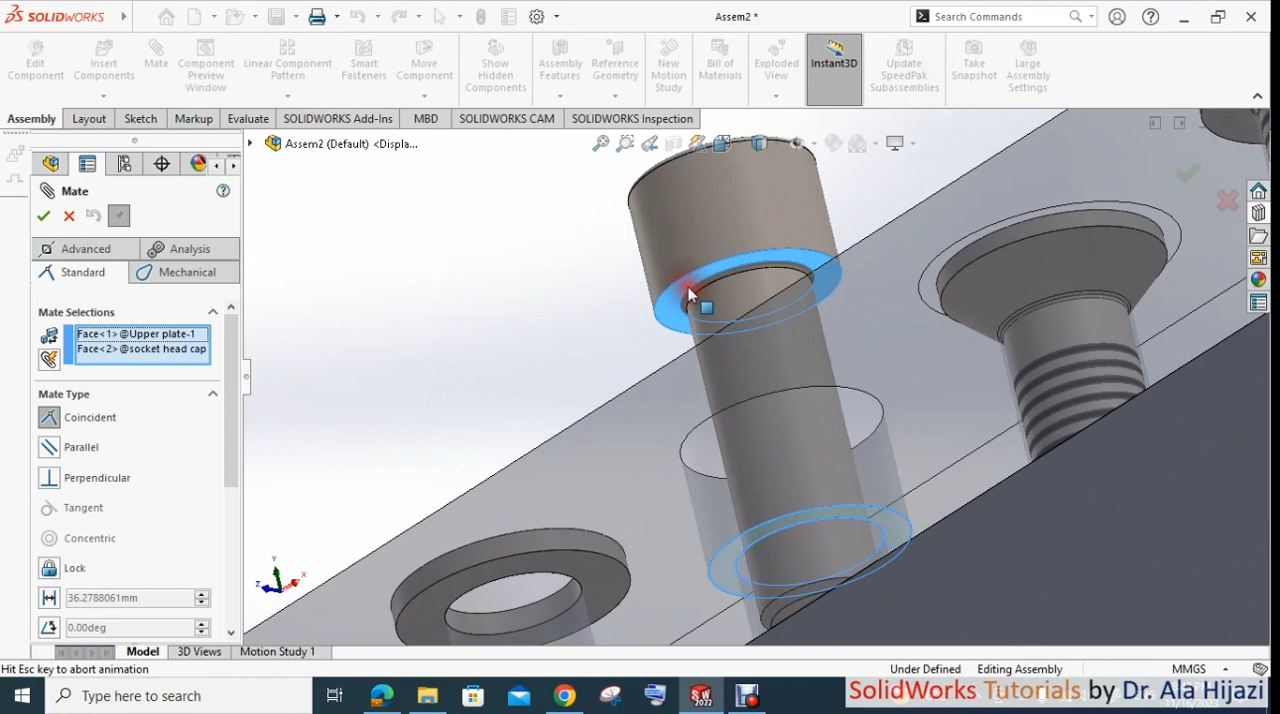 SOLIDWORKS
Assem2 *
Search Commands
Edit Component
Insert Components
Mate
Component Preview Window
Linear Component Pattern
Smart Fasteners
Move Component
Show Hidden Components
Assembly Features
Reference Geometry
New Motion Study
Bill of Materials
Exploded View
Instant3D
Update SpeedPak Subassemblies
Take Snapshot
Large Assembly Settings
Assembly Layout Sketch Markup Evaluate SOLIDWORKS Add-Ins MBD SOLIDWORKS CAM SOLIDWORKS Inspection
Assem2 (Default) <Displa...
Mate
Advanced Analysis
Standard Mechanical
Mate Selections
Face<1>@Upper plate-1
Face<2>@socket head cap
Mate Type
Coincident
Parallel
Perpendicular
Tangent
Concentric
Lock
36.2788061mm
0.00deg
Y
Z
X
Model 3D Views Motion Study 1
Hit Esc key to abort animation
Under Defined Editing Assembly MMGS
Type here to search
SW
2022
SolidWorks Tutorials by Dr. Ala Hijazi